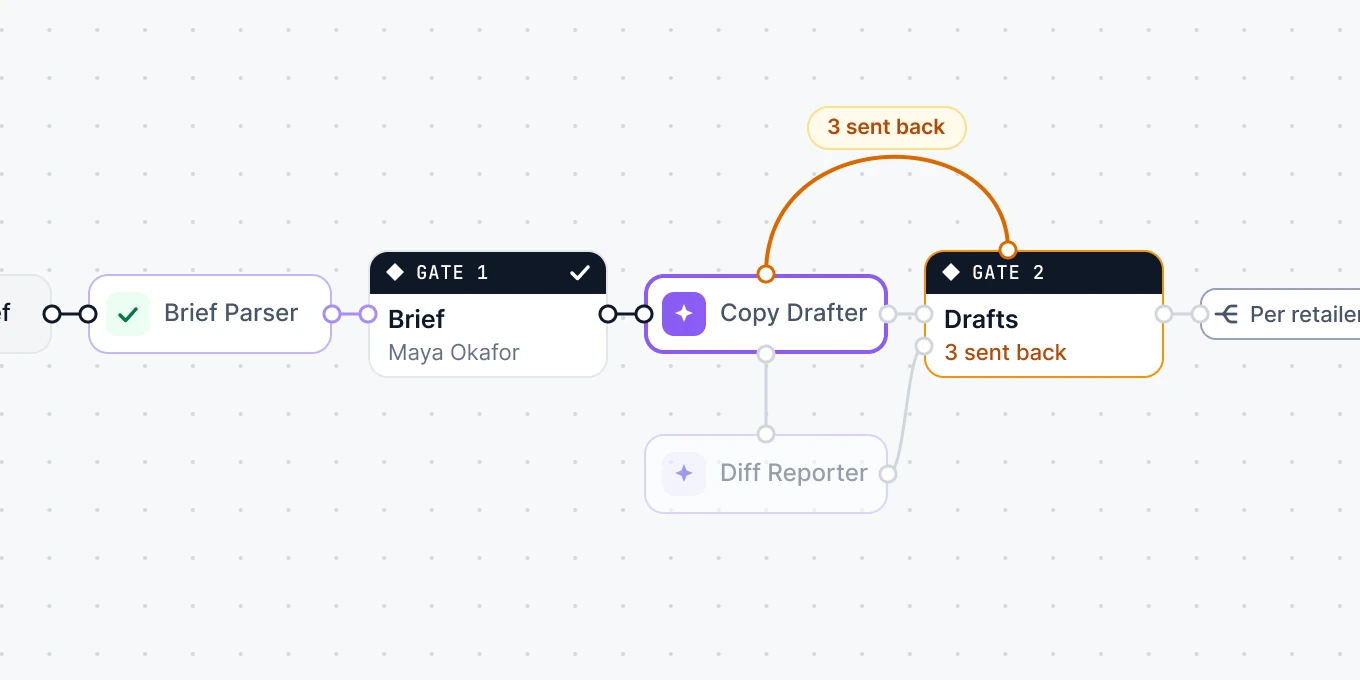 3 sent back
GATE 1
GATE 2
Brief Parser
Brief
Maya Okafor
Copy Drafter
Drafts
3 sent back
Per retailer
Diff Reporter